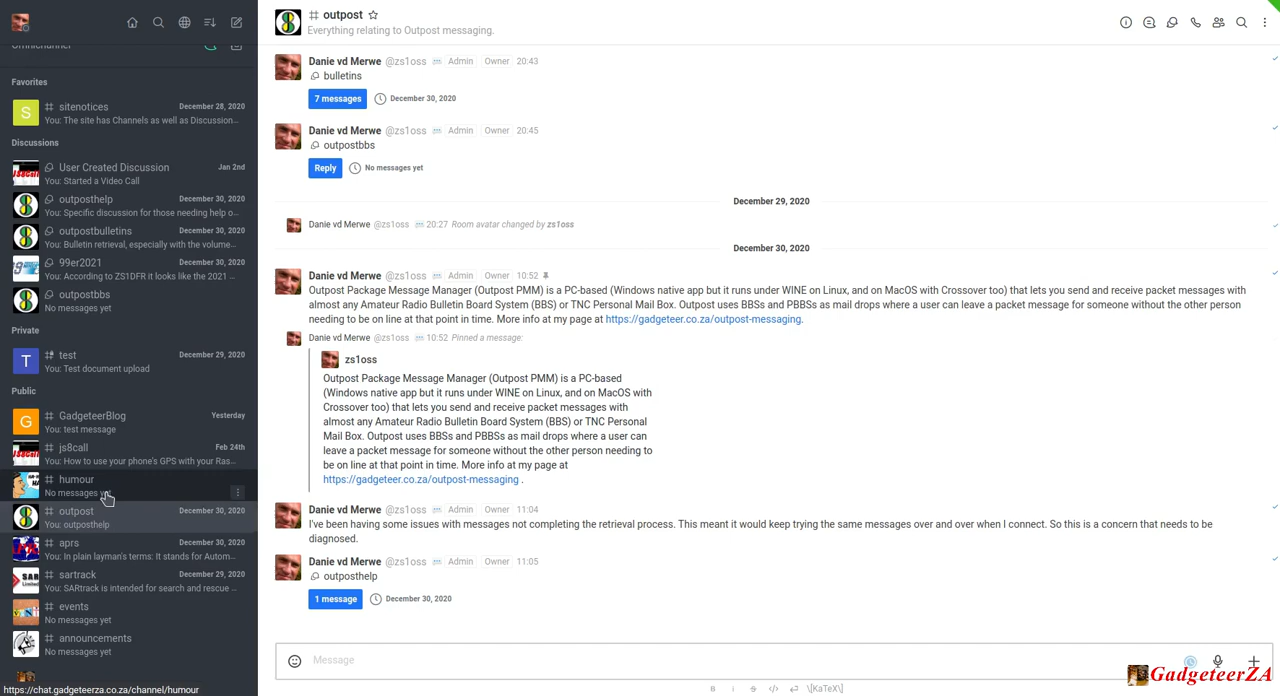 Omnichannel
Favorites
S
sitenotices
December 28, 2020
You: The site has Channels as well as Discussion...
Discussions
User Created Discussion
Jan 2nd
You: Started a Video Call
outposthelp
December 30, 2020
You: Specific discussion for those needing help o...
outpostbulletins
December 30, 2020
You: Bulletin retrieval, especially with the volume...
99er2021
December 30, 2020
You: According to ZS1DFR it looks like the 2021 ...
outpostbbs
No messages yet
Private
T
test
December 29, 2020
You: Test document upload
Public
G
GadgeteerBlog
Yesterday
You: test message
js8call
Feb 24th
You: How to use your phone's GPS with your Ras...
humour
No messages yet
outpost
December 30, 2020
You: outposthelp
aprs
December 30, 2020
You: In plain layman's terms: It stands for Autom...
sartrack
December 29, 2020
You: SARtrack is intended for search and rescue ...
events
No messages yet
announcements
No messages yet
https://chat.gadgeteerza.co.za/channel/humour
# outpost
Everything relating to Outpost messaging.
Danie vd Merwe @zs1oss Admin Owner 20:43
bulletins
7 messages December 30, 2020
Danie vd Merwe @zs1oss Admin Owner 20:45
outpostbbs
Reply No messages yet
December 29, 2020
Danie vd Merwe @zs1oss 20:27 Room avatar changed by zs1oss
December 30, 2020
Danie vd Merwe @zs1oss Admin Owner 10:52
Outpost Package Message Manager (Outpost PMM) is a PC-based (Windows native app but it runs under WINE on Linux, and on MacOS with Crossover too) that lets you send and receive packet messages with
almost any Amateur Radio Bulletin Board System (BBS) or TNC Personal Mail Box. Outpost uses BBSs and PBBSs as mail drops where a user can leave a packet message for someone without the other person
needing to be on line at that point in time. More info at my page at https://gadgeteer.co.za/outpost-messaging.
Danie vd Merwe @zs1oss 10:52 Pinned a message:
zs1oss
Outpost Package Message Manager (Outpost PMM) is a PC-based
(Windows native app but it runs under WINE on Linux, and on MacOS with
Crossover too) that lets you send and receive packet messages with
almost any Amateur Radio Bulletin Board System (BBS) or TNC Personal
Mail Box. Outpost uses BBSs and PBBSs as mail drops where a user can
leave a packet message for someone without the other person needing to
be on line at that point in time. More info at my page at
https://gadgeteer.co.za/outpost-messaging .
Danie vd Merwe @zs1oss Admin Owner 11:04
I've been having some issues with messages not completing the retrieval process. This meant it would keep trying the same messages over and over when I connect. So this is a concern that needs to be
diagnosed.
Danie vd Merwe @zs1oss Admin Owner 11:05
outposthelp
1 message December 30, 2020
Message
B i S </> \[KaTeX\]
GadgeteerZA